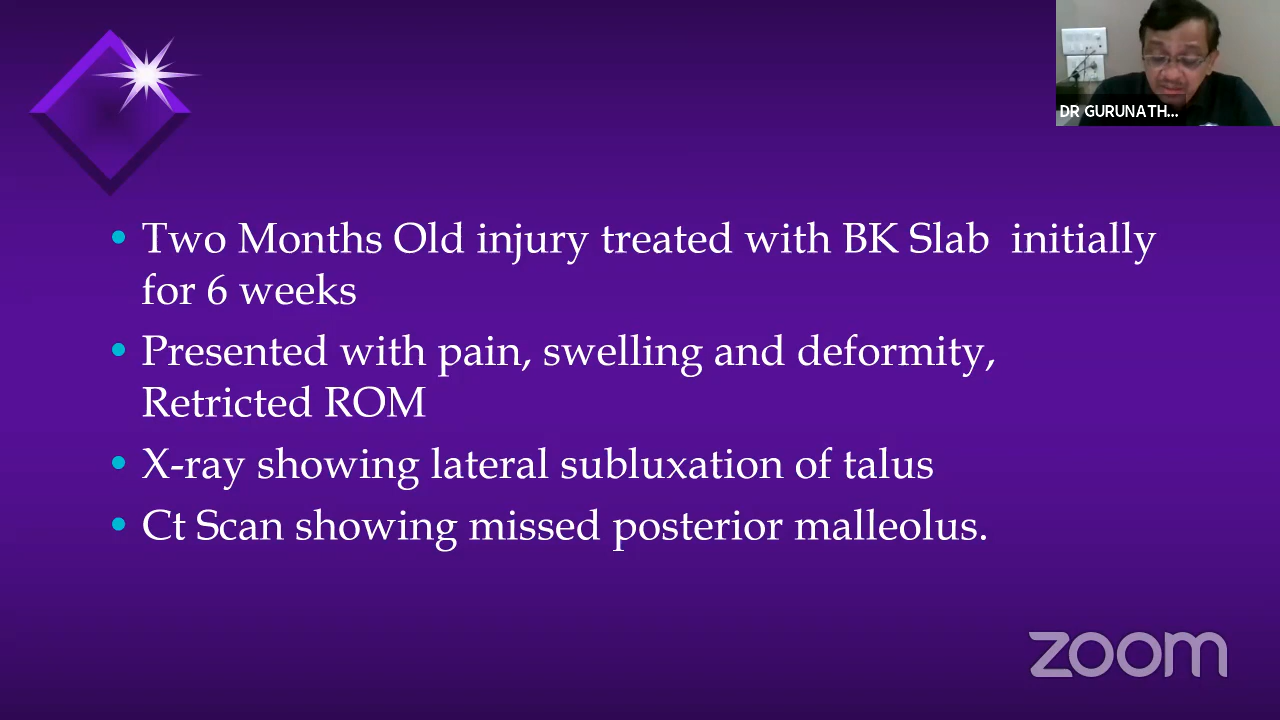 DR GURUNATH...
• Two Months Old injury treated with BK Slab initially
for 6 weeks
• Presented with pain, swelling and deformity,
Retricted ROM
• X-ray showing lateral subluxation of talus
• Ct Scan showing missed posterior malleolus.
zoom